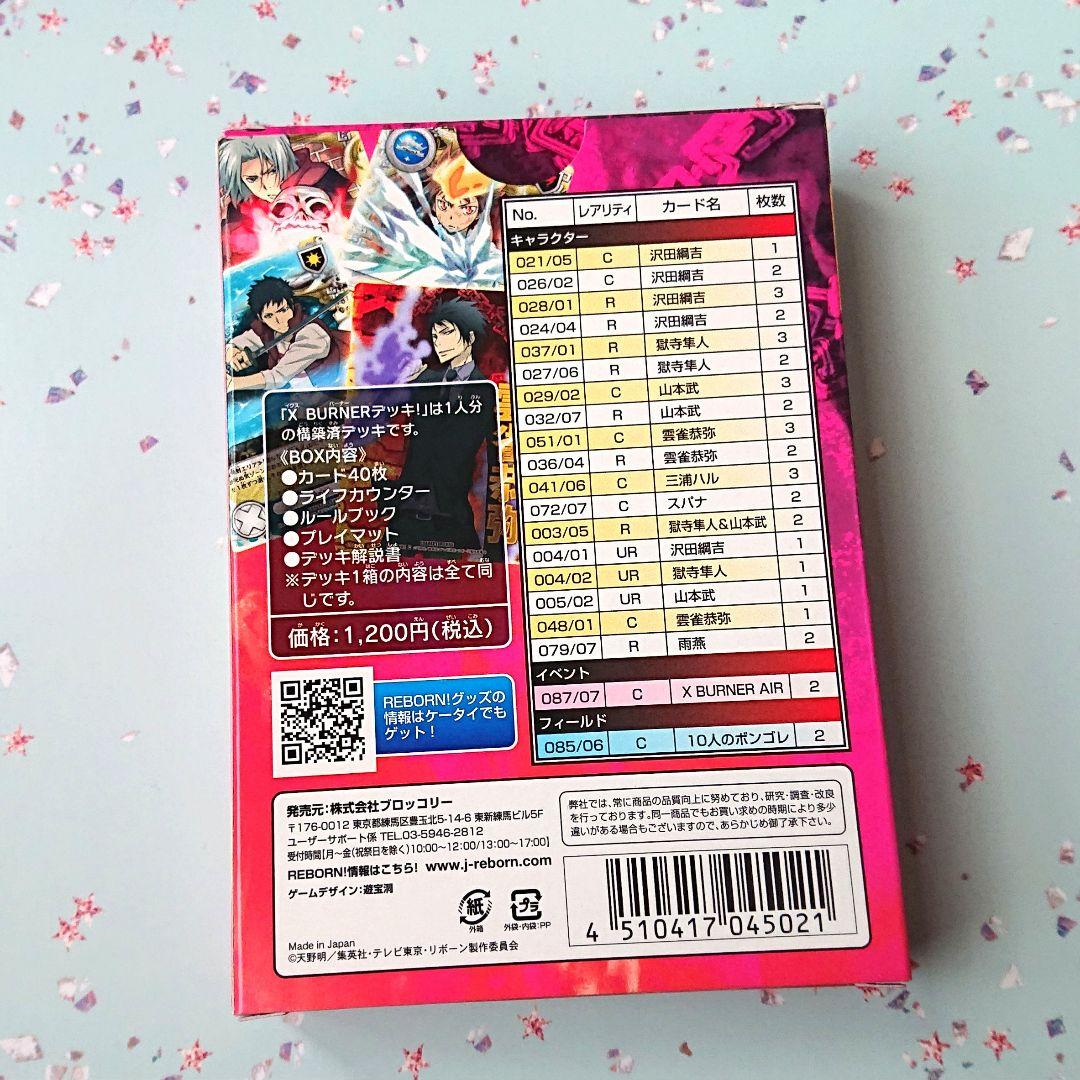 No. レアリティ カード名 枚数
キャラクター
021/05 C 沢田綱吉 1
026/02 C 沢田綱吉 2
028/01 R 沢田綱吉 3
024/04 R 沢田綱吉 2
037/01 R 獄寺隼人 3
027/06 R 獄寺隼人 2
029/02 C 山本武 3
032/07 R 山本武 2
051/01 C 雲雀恭弥 3
036/04 R 雲雀恭弥 2
041/06 C 三浦ハル 3
072/07 C スパナ 2
003/05 R 獄寺隼人&山本武 2
004/01 UR 沢田綱吉 1
004/02 UR 獄寺隼人 1
005/02 UR 山本武 1
048/01 C 雲雀恭弥 1
079/07 R 雨燕 2
イベント
087/07 C X BURNER AIR 2
フィールド
085/06 C 10人のボンゴレ 2
「X BURNERデッキ!」は1人分
の構築済デッキです。
《BOX内容》
●カード40枚
●ライフカウンター
●ルールブック
●プレイマット
●デッキ解説書
※デッキ1箱の内容は全て同
じです。
価格:1,200円(税込)
REBORN!グッズの
情報はケータイでも
ゲット!
発売元:株式会社ブロッコリー
〒176-0012 東京都練馬区豊玉北5-14-6 東新練馬ビル5F
ユーザーサポート係 TEL.03-5946-2812
受付時間【月〜金(祝祭日を除く)10:00〜12:00/13:00〜17:00】
REBORN!情報はこちら! www.j-reborn.com
ゲームデザイン:遊宝洞
弊社では、常に商品の品質向上に努めており、研究・調査・改良
を行っております。同一商品でもお買い求めの時期により多少
違いがある場合もございますので、あらかじめ御了承下さい。
紙
外箱
プラ
外袋・内袋:PP
4 510417 045021
Made in Japan
©天野明/集英社・テレビ東京・リボーン製作委員会